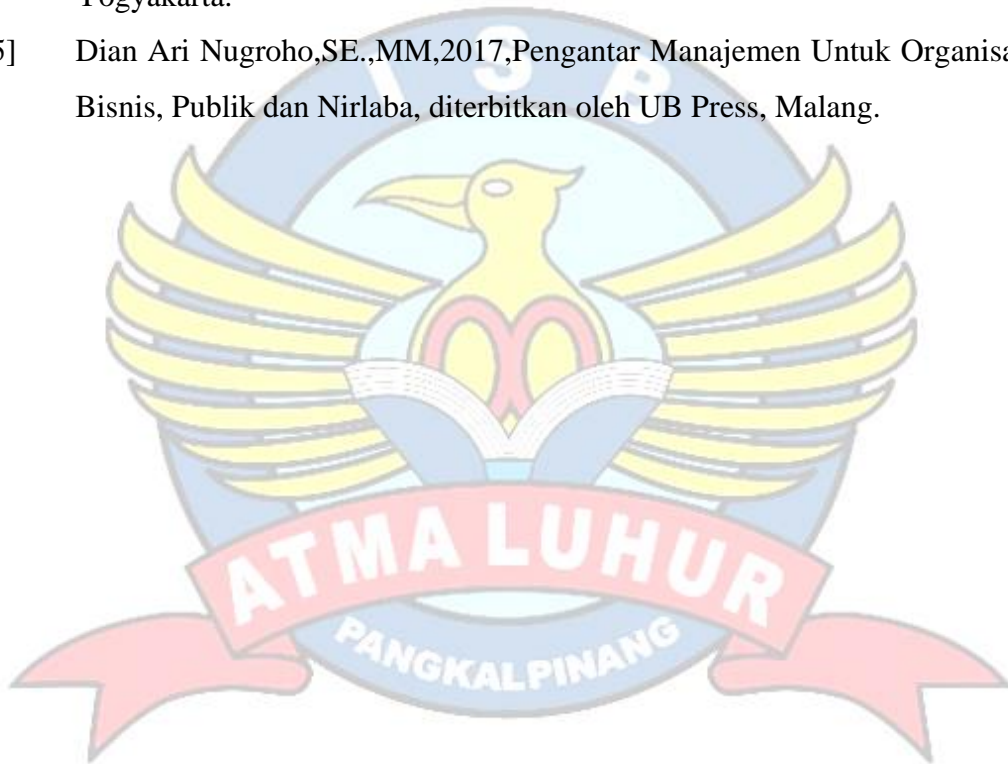 Yogyakarta.
5] Dian Ari Nugroho,SE.,MM,2017,Pengantar Manajemen Untuk Organisa
Bisnis, Publik dan Nirlaba, diterbitkan oleh UB Press, Malang.
I S B
ATMA LUHUR
PANGKALPINANG